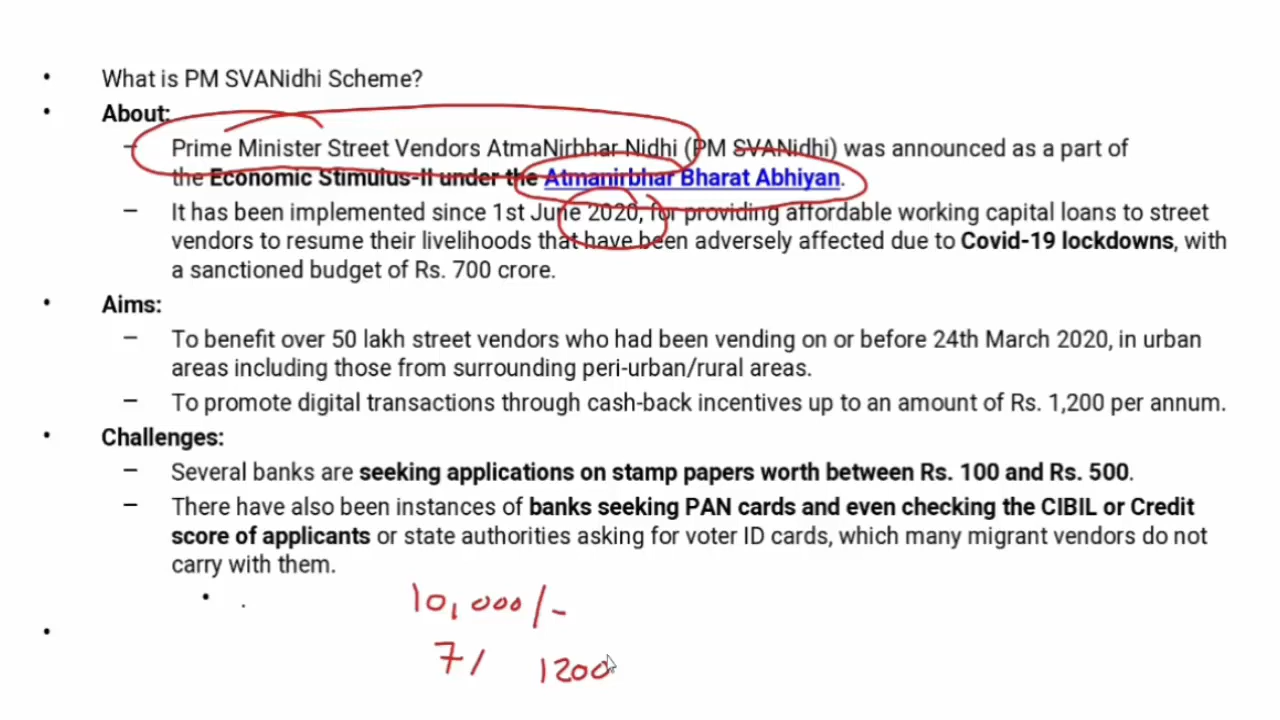 • What is PM SVANidhi Scheme?
• About:
– Prime Minister Street Vendors AtmaNirbhar Nidhi (PM SVANidhi) was announced as a part of
the Economic Stimulus-II under the Atmanirbhar Bharat Abhiyan.
– It has been implemented since 1st June 2020, for providing affordable working capital loans to street
vendors to resume their livelihoods that have been adversely affected due to Covid-19 lockdowns, with
a sanctioned budget of Rs. 700 crore.
• Aims:
– To benefit over 50 lakh street vendors who had been vending on or before 24th March 2020, in urban
areas including those from surrounding peri-urban/rural areas.
– To promote digital transactions through cash-back incentives up to an amount of Rs. 1,200 per annum.
• Challenges:
– Several banks are seeking applications on stamp papers worth between Rs. 100 and Rs. 500.
– There have also been instances of banks seeking PAN cards and even checking the CIBIL or Credit
score of applicants or state authorities asking for voter ID cards, which many migrant vendors do not
carry with them.
• .
10,000/-
7/ 1200